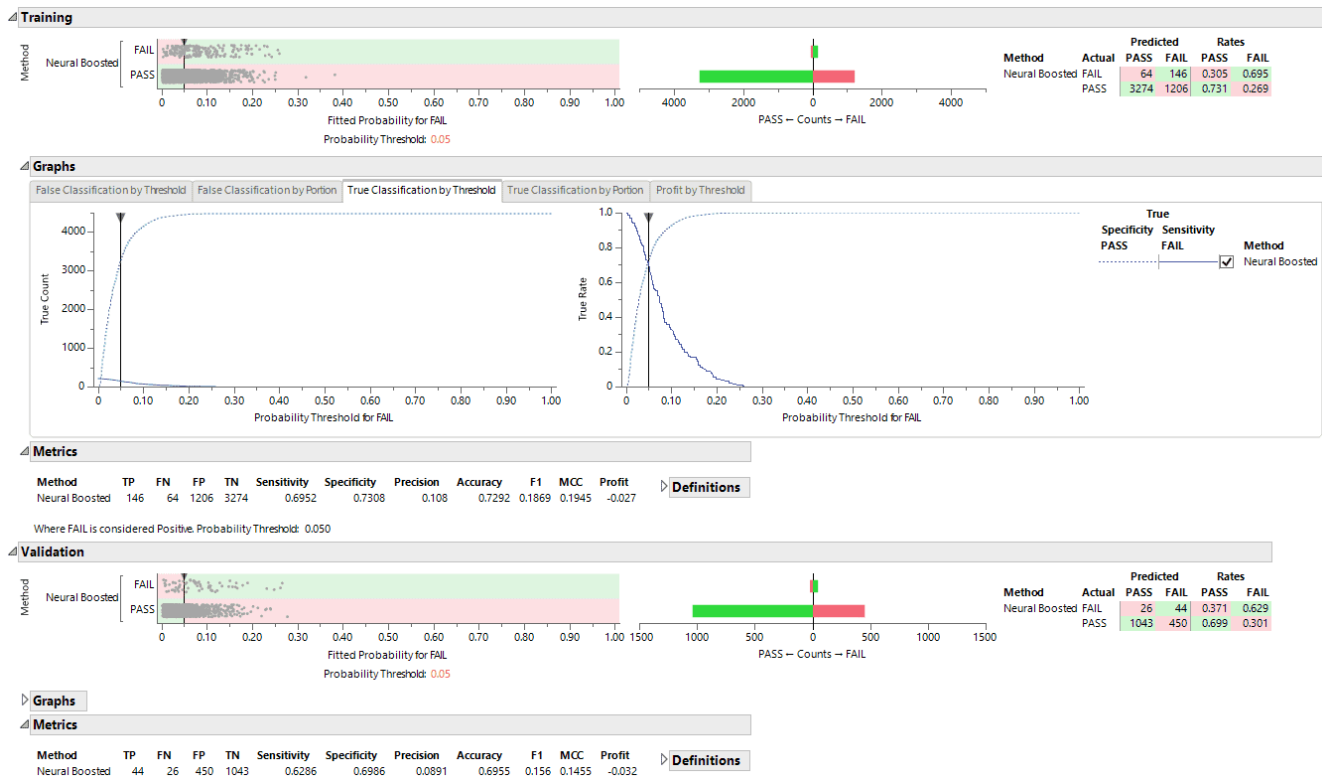 Training
Method
Neural Boosted
FAIL
PASS
0.00 0.10 0.20 0.30 0.40 0.50 0.60 0.70 0.80 0.90 1.00
Fitted Probability for FAIL
Probability Threshold: 0.05
4000 2000 0 2000 4000
PASS ← Counts → FAIL
Predicted Rates
Method Actual PASS FAIL PASS FAIL
Neural Boosted FAIL 64 146 0.305 0.695
PASS 3274 1206 0.731 0.269
Graphs
False Classification by Threshold False Classification by Portion True Classification by Threshold True Classification by Portion Profit by Threshold
True Count
4000
3000
2000
1000
0
0 0.10 0.20 0.30 0.40 0.50 0.60 0.70 0.80 0.90 1.00
Probability Threshold for FAIL
True Rate
1.0
0.8
0.6
0.4
0.2
0
0 0.10 0.20 0.30 0.40 0.50 0.60 0.70 0.80 0.90 1.00
Probability Threshold for FAIL
True
Specificity Sensitivity
PASS FAIL Method
Neural Boosted
Metrics
Method TP FN FP TN Sensitivity Specificity Precision Accuracy F1 MCC Profit
Neural Boosted 146 64 1206 3274 0.6952 0.7308 0.108 0.7292 0.1869 0.1945 -0.027
Definitions
Where FAIL is considered Positive. Probability Threshold: 0.050
Validation
Method
Neural Boosted
FAIL
PASS
0.00 0.10 0.20 0.30 0.40 0.50 0.60 0.70 0.80 0.90 1.00
Fitted Probability for FAIL
Probability Threshold: 0.05
1500 1000 500 0 500 1000 1500
PASS ← Counts → FAIL
Predicted Rates
Method Actual PASS FAIL PASS FAIL
Neural Boosted FAIL 26 44 0.371 0.629
PASS 1043 450 0.699 0.301
Graphs
Metrics
Method TP FN FP TN Sensitivity Specificity Precision Accuracy F1 MCC Profit
Neural Boosted 44 26 450 1043 0.6286 0.6986 0.0891 0.6955 0.156 0.1455 -0.032
Definitions